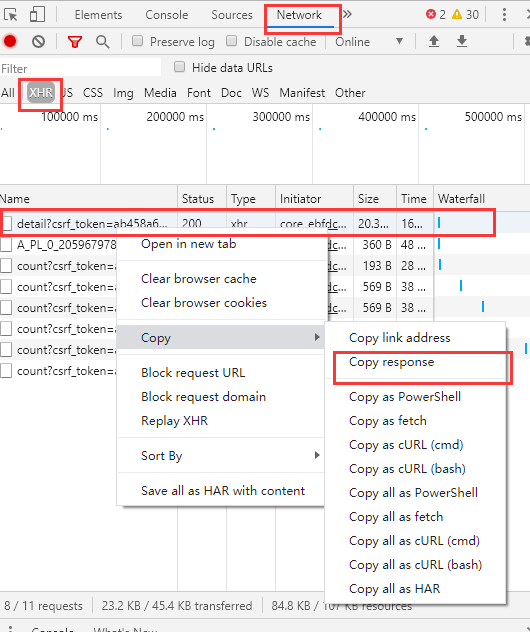 Elements Console Sources Network » 2 30
Preserve log Disable cache Online
Filter Hide data URLs
All XHR JS CSS Img Media Font Doc WS Manifest Other
100000 ms 200000 ms 300000 ms 400000 ms 500000 ms
Name Status Type Initiator Size Time Waterfall
detail?csrf_token=ab458a6... 200 xhr core_ebfdc... 20.3... 16...
A_PL_0_205967978 360 B 48 ...
count?csrf_token=a 193 B 28 ...
count?csrf_token=a 569 B 38 ...
count?csrf_token=a 569 B 38 ...
count?csrf_token=a
count?csrf_token=a
count?csrf_token=a
Open in new tab
Clear browser cache
Clear browser cookies
Copy
Block request URL
Block request domain
Replay XHR
Sort By
Save all as HAR with content
Copy link address
Copy response
Copy as PowerShell
Copy as fetch
Copy as cURL (cmd)
Copy as cURL (bash)
Copy all as PowerShell
Copy all as fetch
Copy all as cURL (cmd)
Copy all as cURL (bash)
Copy all as HAR
8 / 11 requests 23.2 KB / 45.4 KB transferred 84.8 KB / 107 KB resources
Console What's New